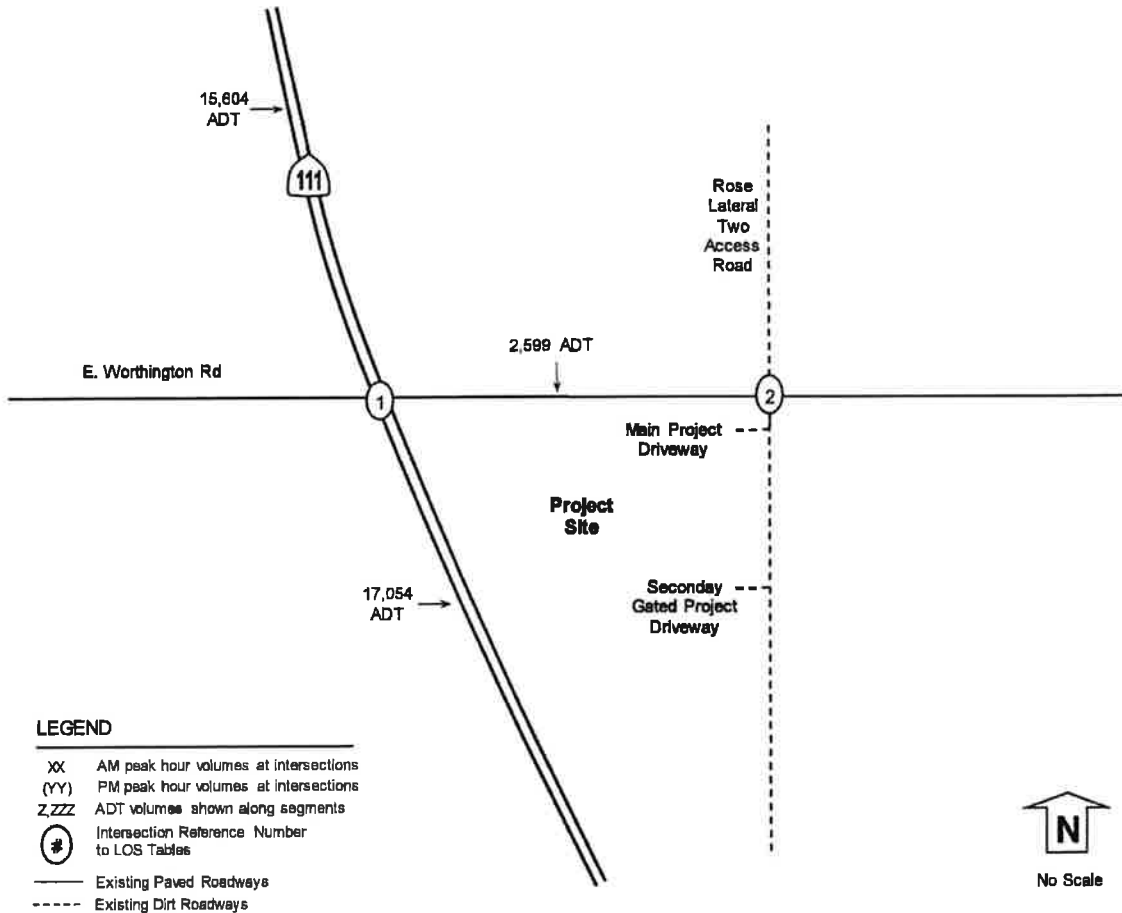 15,604
ADT
111
Rose
Lateral
Two
Access
Road
2,599 ADT
E. Worthington Rd
1
2
Main Project
Driveway
Project
Site
Seconday
Gated Project
Driveway
17,054
ADT
LEGEND
XX AM peak hour volumes at intersections
(YY) PM peak hour volumes at intersections
Z,ZZZ ADT volumes shown along segments
# Intersection Reference Number
to LOS Tables
Existing Paved Roadways
Existing Dirt Roadways
N
No Scale